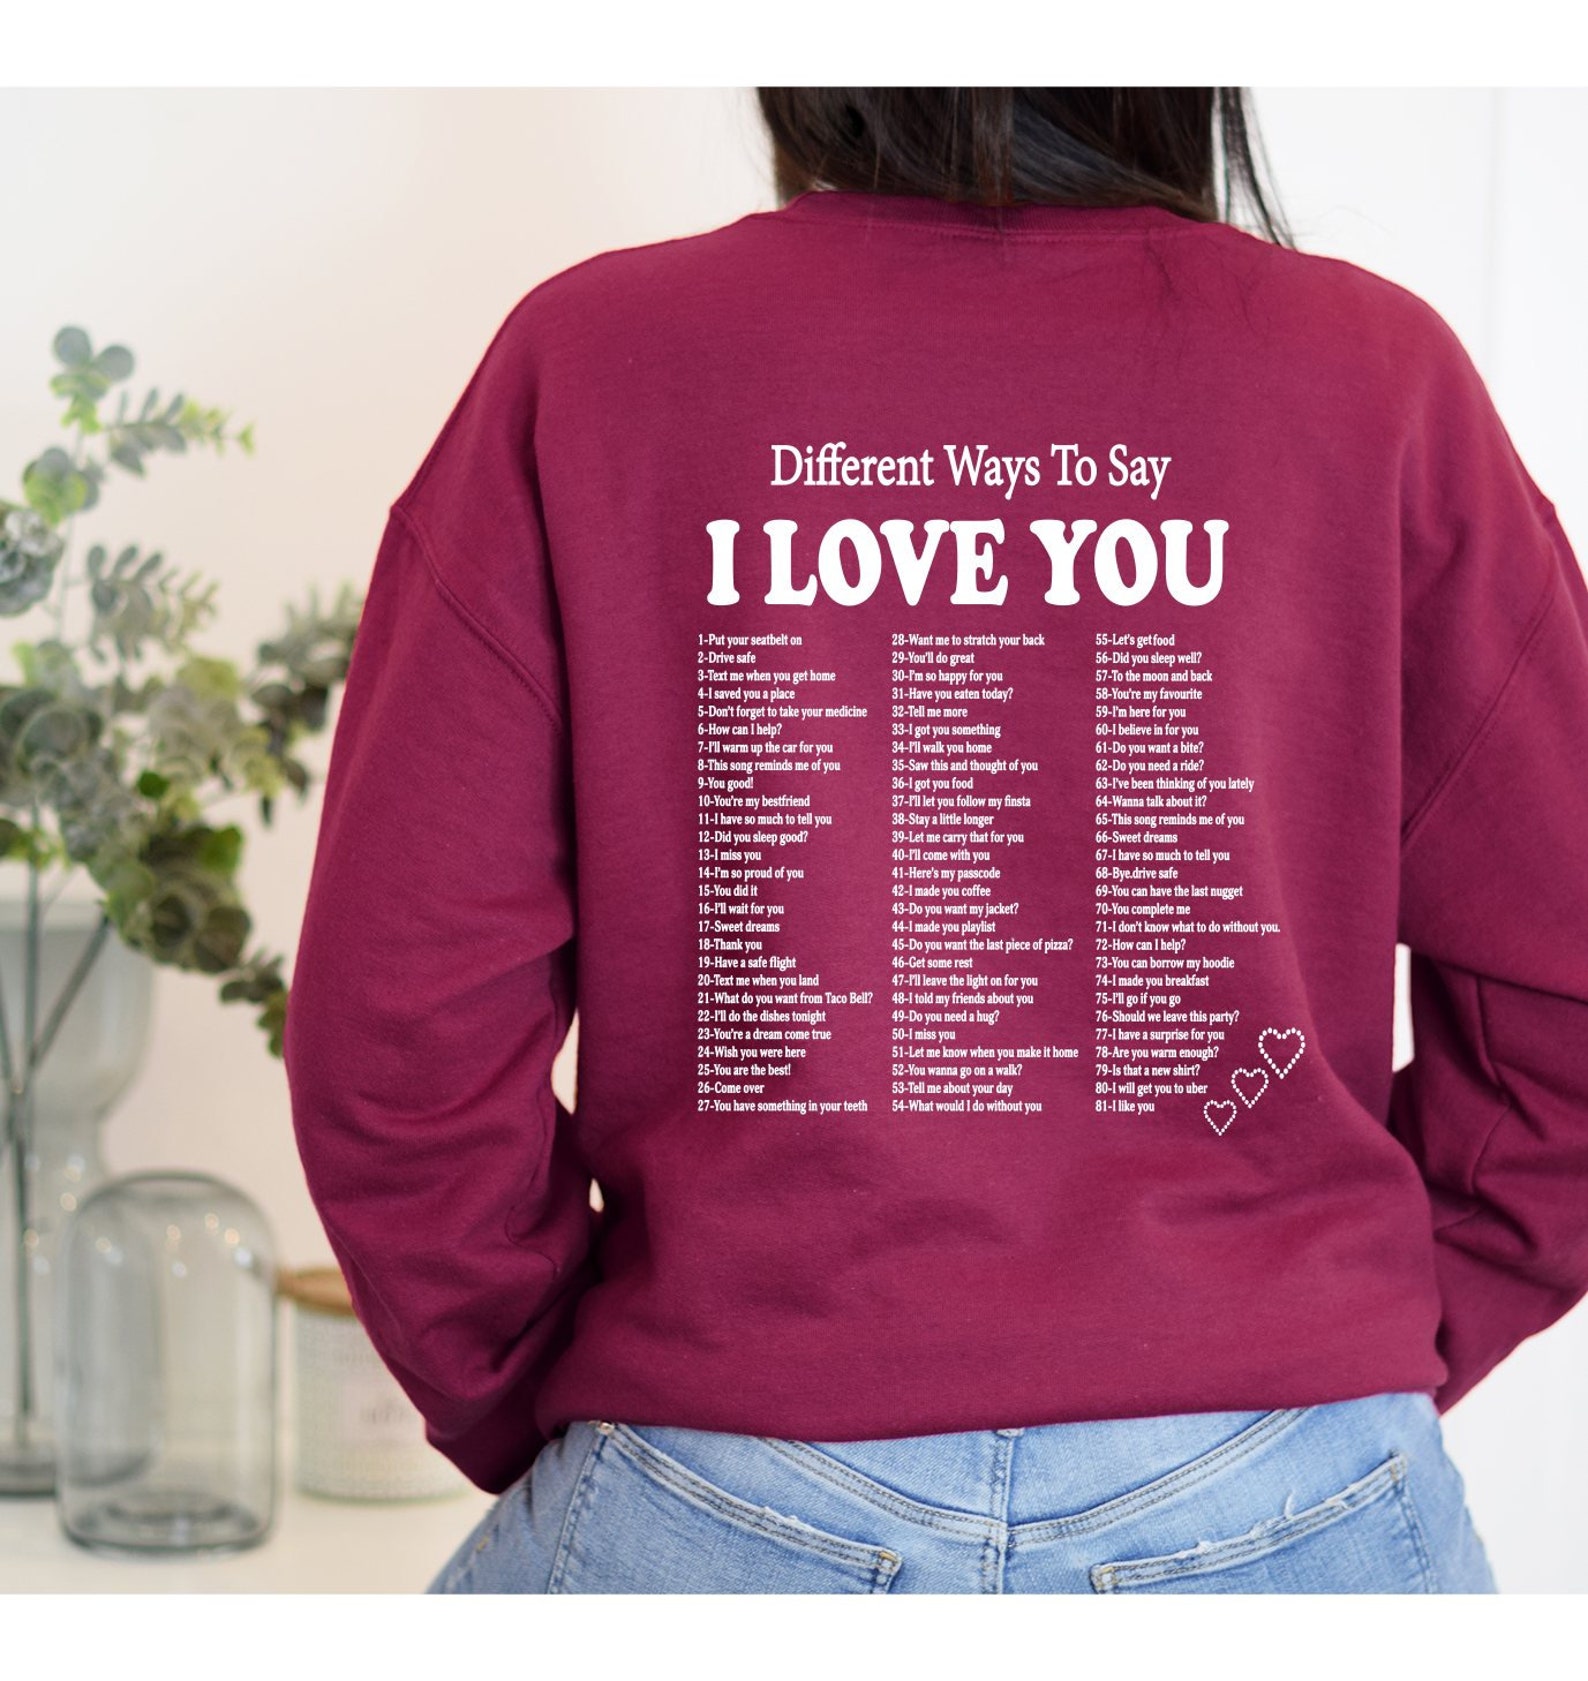 Different Ways To Say
I LOVE YOU
1-Put your seatbelt on
2-Drive safe
3-Text me when you get home
4-I saved you a place
5-Don't forget to take your medicine
6-How can I help?
7-I'll warm up the car for you
8-This song reminds me of you
9-You good!
10-You're my bestfriend
11-I have so much to tell you
12-Did you sleep good?
13-I miss you
14-I'm so proud of you
15-You did it
16-I'll wait for you
17-Sweet dreams
18-Thank you
19-Have a safe flight
20-Text me when you land
21-What do you want from Taco Bell?
22-I'll do the dishes tonight
23-You're a dream come true
24-Wish you were here
25-You are the best!
26-Come over
27-You have something in your teeth
28-Want me to stratch your back
29-You'll do great
30-I'm so happy for you
31-Have you eaten today?
32-Tell me more
33-I got you something
34-I'll walk you home
35-Saw this and thought of you
36-I got you food
37-I'll let you follow my finsta
38-Stay a little longer
39-Let me carry that for you
40-I'll come with you
41-Here's my passcode
42-I made you coffee
43-Do you want my jacket?
44-I made you playlist
45-Do you want the last piece of pizza?
46-Get some rest
47-I'll leave the light on for you
48-I told my friends about you
49-Do you need a hug?
50-I miss you
51-Let me know when you make it home
52-You wanna go on a walk?
53-Tell me about your day
54-What would I do without you
55-Let's get food
56-Did you sleep well?
57-To the moon and back
58-You're my favourite
59-I'm here for you
60-I believe in for you
61-Do you want a bite?
62-Do you need a ride?
63-I've been thinking of you lately
64-Wanna talk about it?
65-This song reminds me of you
66-Sweet dreams
67-I have so much to tell you
68-Bye.drive safe
69-You can have the last nugget
70-You complete me
71-I don't know what to do without you.
72-How can I help?
73-You can borrow my hoodie
74-I made you breakfast
75-I'll go if you go
76-Should we leave this party?
77-I have a surprise for you
78-Are you warm enough?
79-Is that a new shirt?
80-I will get you to uber
81-I like you